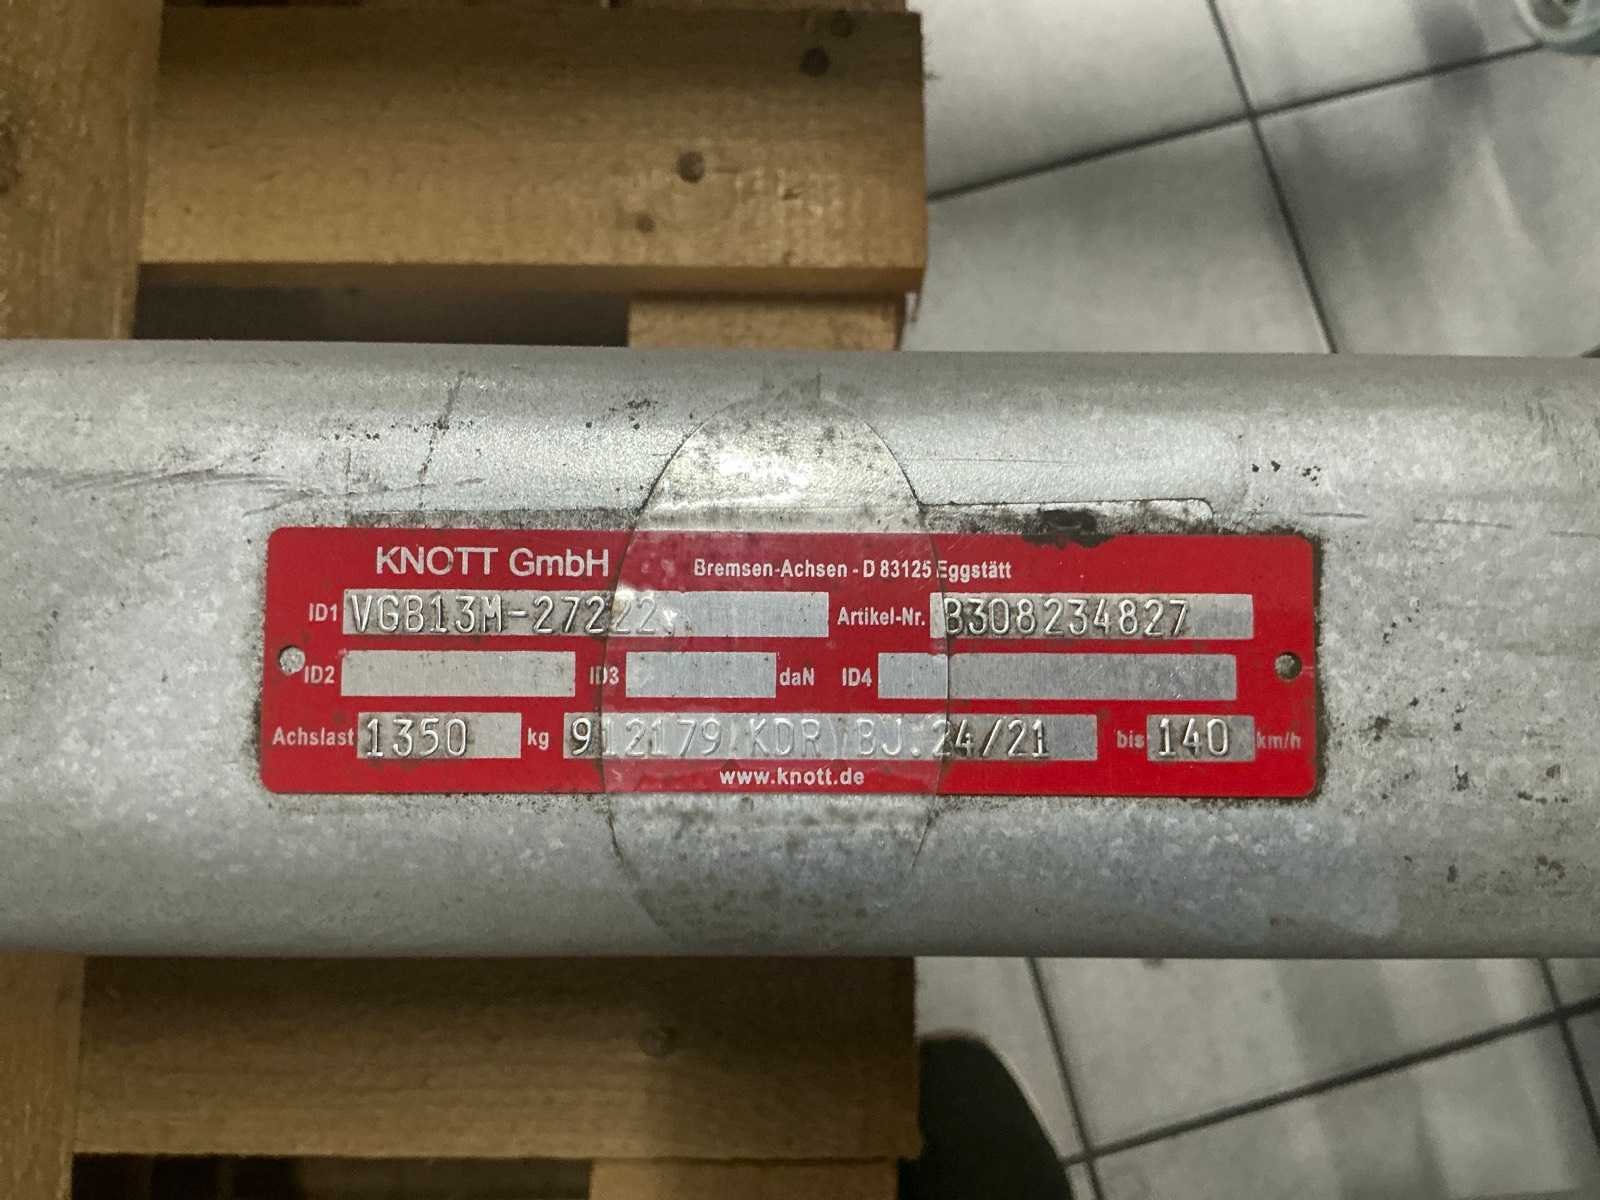 KNOTT GmbH Bremsen-Achsen - D 83125 Eggstätt
ID1 VGB13M-27222 Artikel-Nr. B308234827
ID2 ID3 daN ID4
Achslast 1350 kg 912179/KDR/BJ.24/21 bis 140 km/h
www.knott.de